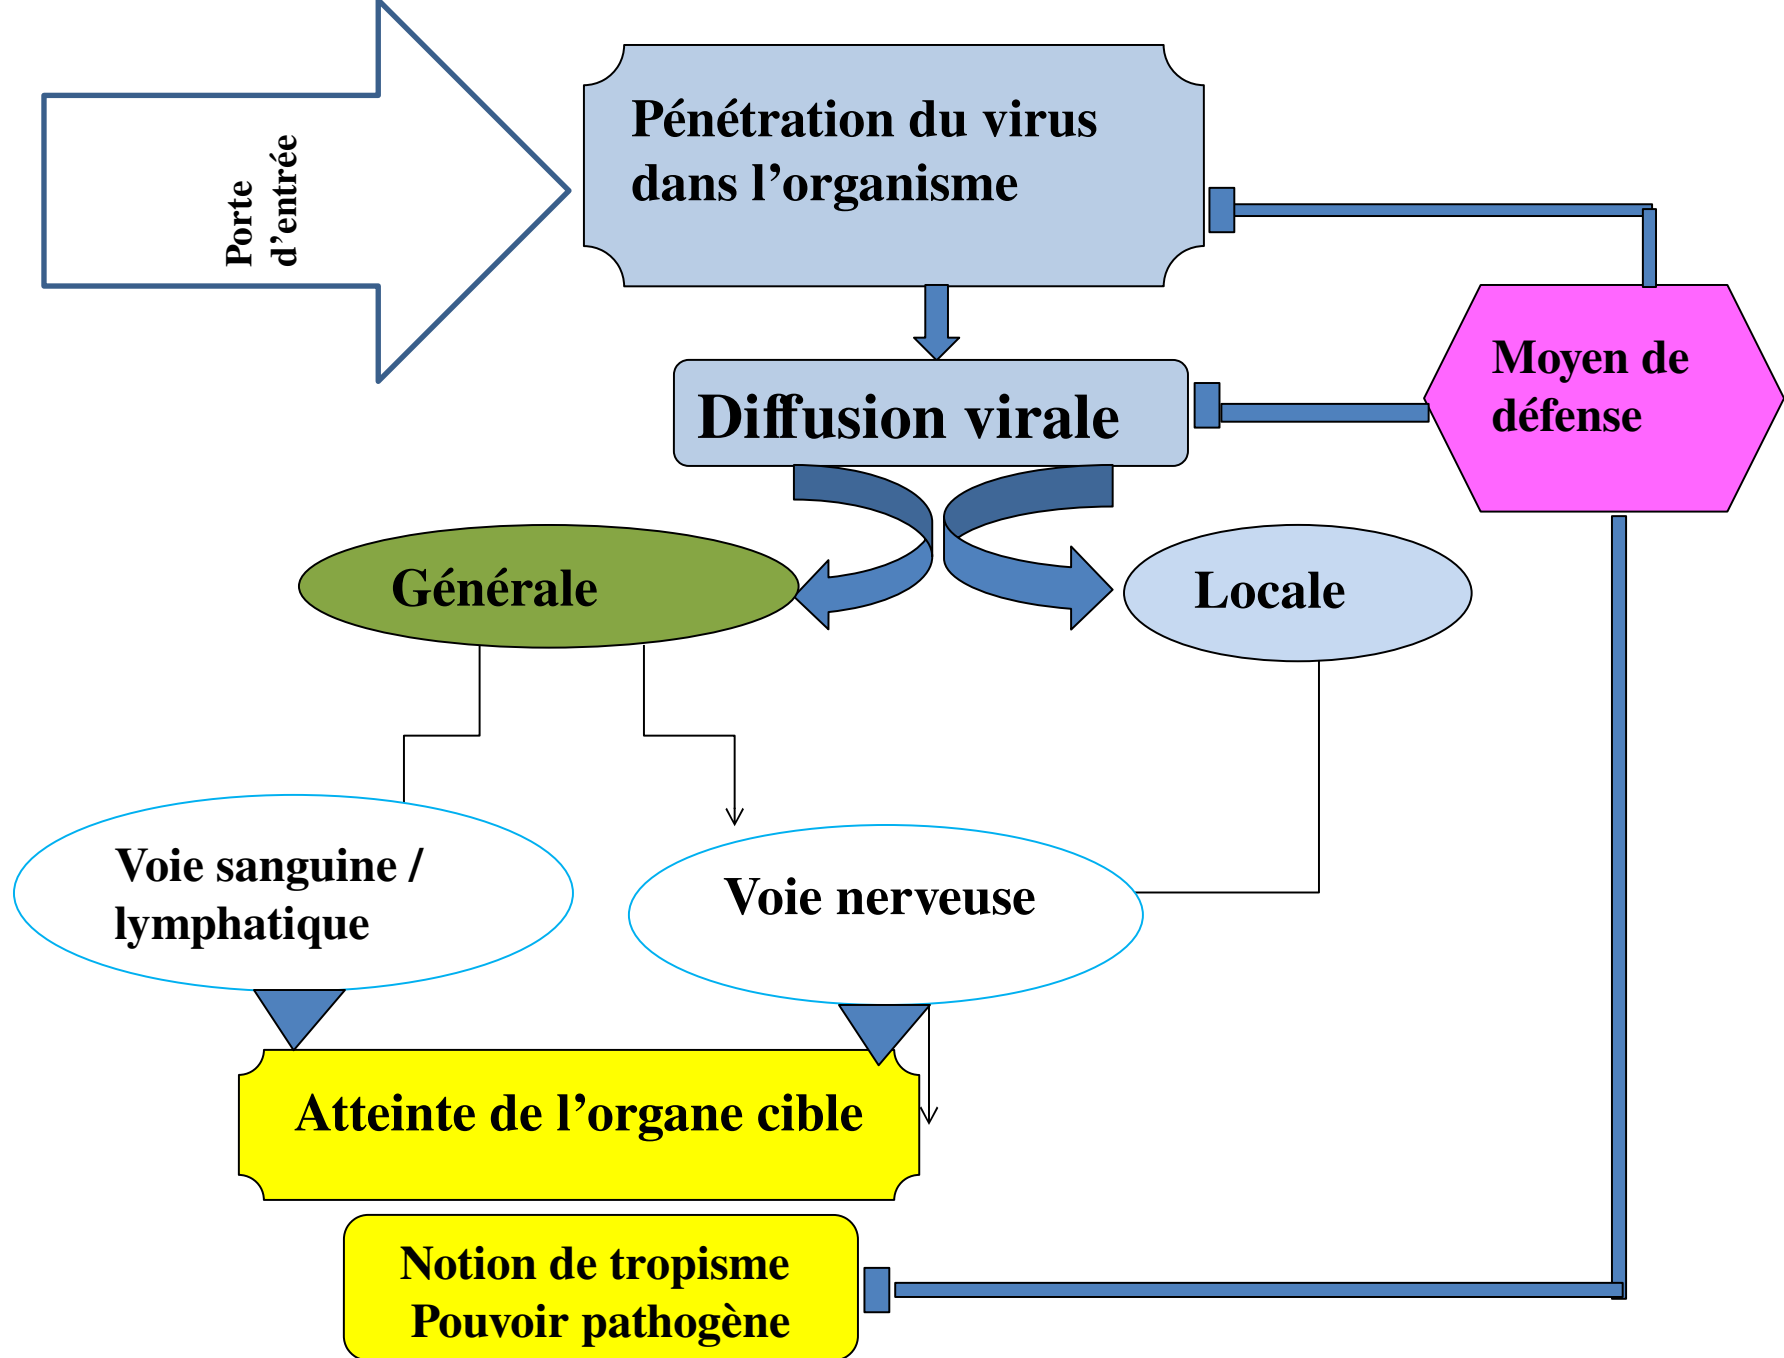 Porte
d’entrée
Pénétration du virus
dans l’organisme
Moyen de
défense
Diffusion virale
Générale
Locale
Voie sanguine /
lymphatique
Voie nerveuse
Atteinte de l’organe cible
Notion de tropisme
Pouvoir pathogène